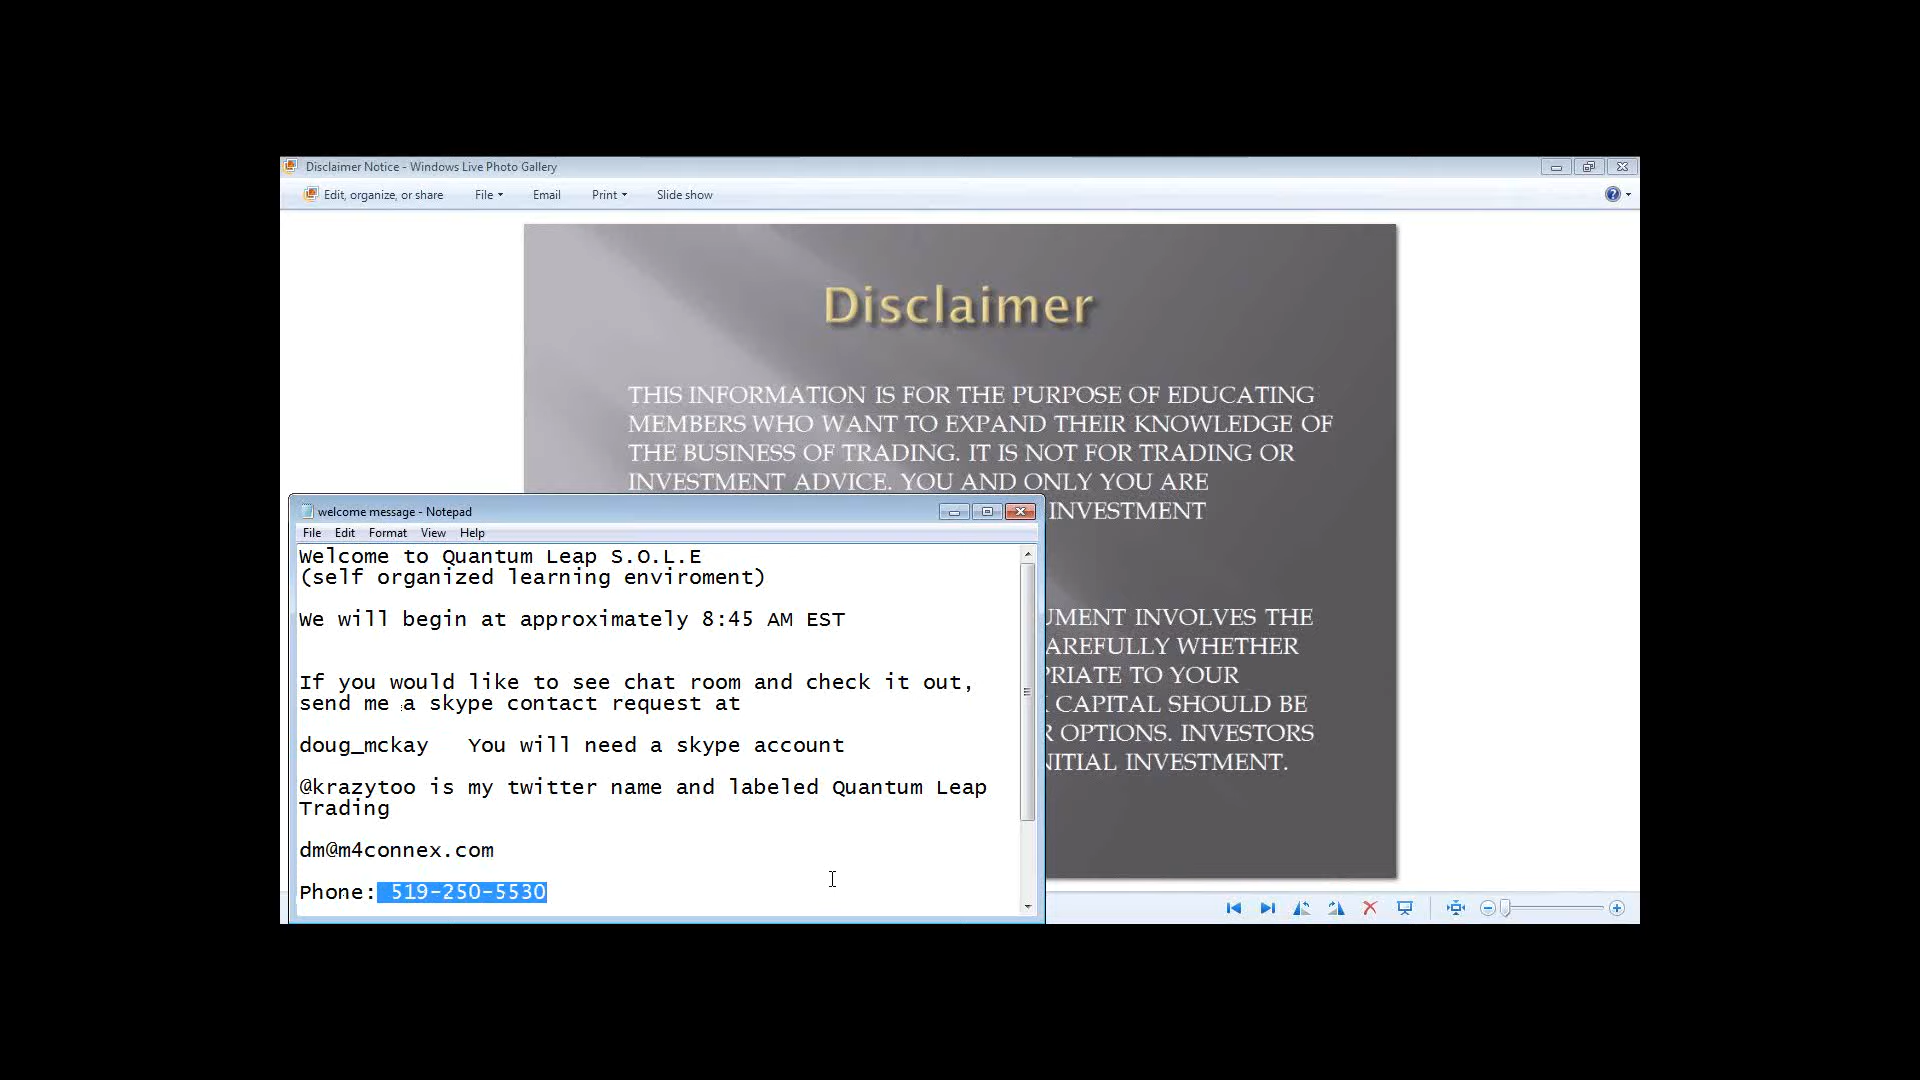 Disclaimer Notice - Windows Live Photo Gallery
Edit, organize, or share File Email Print Slide show
Disclaimer
THIS INFORMATION IS FOR THE PURPOSE OF EDUCATING
MEMBERS WHO WANT TO EXPAND THEIR KNOWLEDGE OF
THE BUSINESS OF TRADING. IT IS NOT FOR TRADING OR
INVESTMENT ADVICE. YOU AND ONLY YOU ARE
INVESTMENT
UMENT INVOLVES THE
AREFULLY WHETHER
PRIATE TO YOUR
CAPITAL SHOULD BE
R OPTIONS. INVESTORS
NITIAL INVESTMENT.
welcome message - Notepad
File Edit Format View Help
Welcome to Quantum Leap S.O.L.E
(self organized learning enviroment)
We will begin at approximately 8:45 AM EST
If you would like to see chat room and check it out,
send me a skype contact request at
doug_mckay You will need a skype account
@krazytoo is my twitter name and labeled Quantum Leap
Trading
dm@m4connex.com
Phone: 519-250-5530